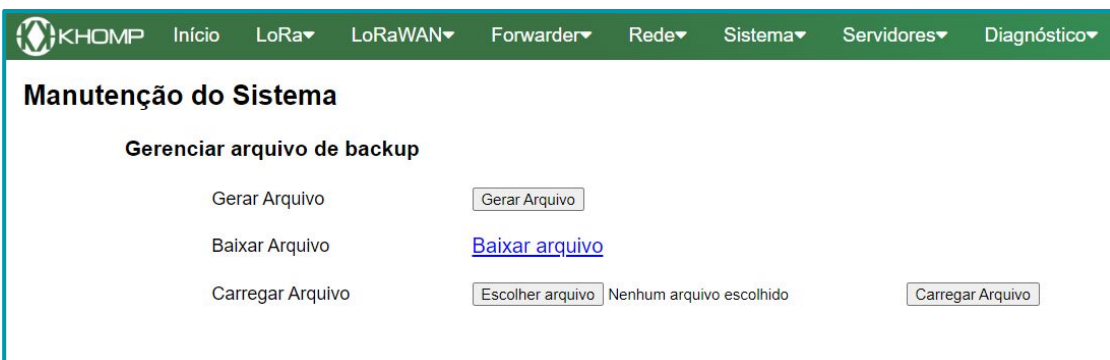 KHOMP Início LoRa▾ LoRaWAN▾ Forwarder▾ Rede▾ Sistema▾ Servidores▾ Diagnóstico▾
Manutenção do Sistema
Gerenciar arquivo de backup
Gerar Arquivo Gerar Arquivo
Baixar Arquivo Baixar arquivo
Carregar Arquivo Escolher arquivo Nenhum arquivo escolhido Carregar Arquivo